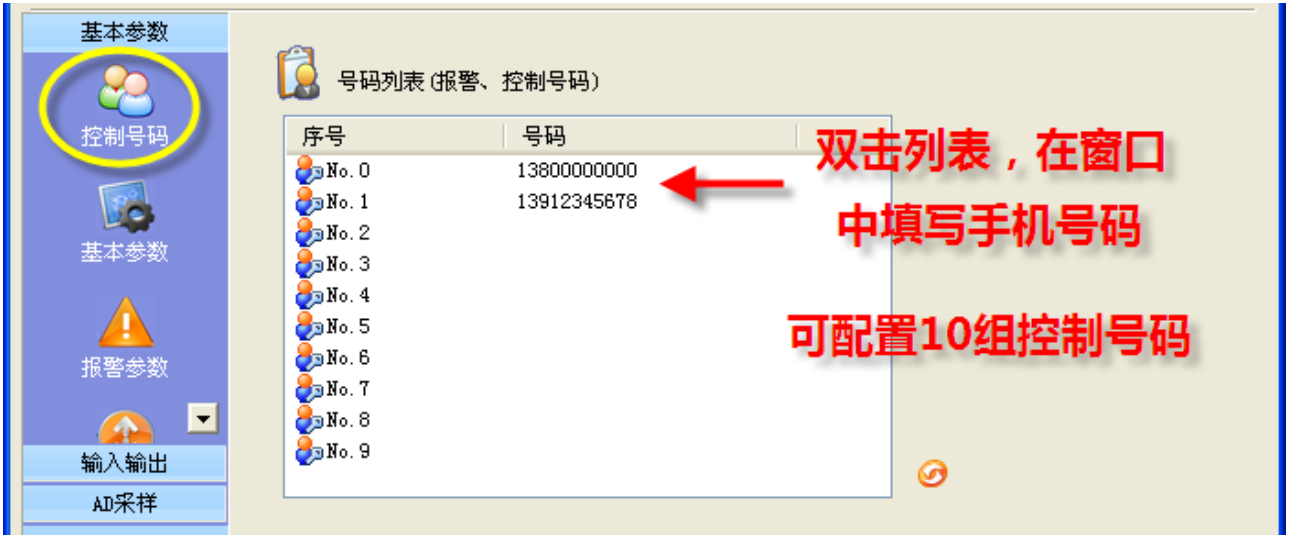 基本参数
控制号码
基本参数
报警参数
输入输出
AD采样
号码列表(报警、控制号码)
序号 号码
No. 0 13800000000
No. 1 13912345678
No. 2
No. 3
No. 4
No. 5
No. 6
No. 7
No. 8
No. 9
双击列表，在窗口
中填写手机号码
可配置10组控制号码